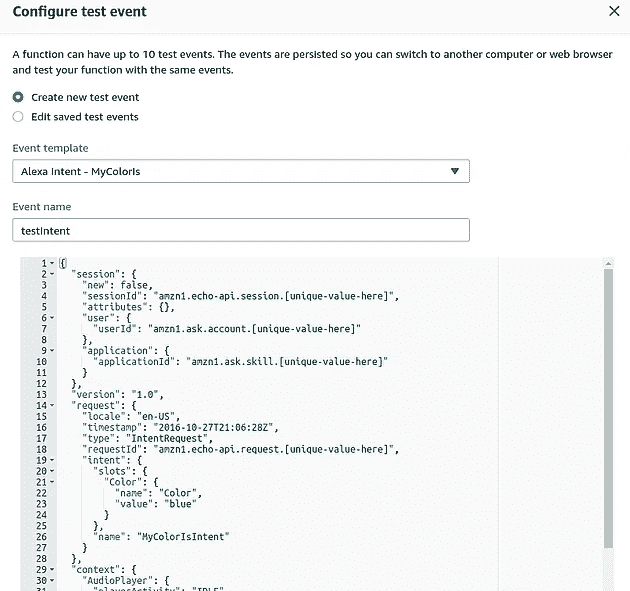 Configure test event
A function can have up to 10 test events. The events are persisted so you can switch to another computer or web browser
and test your function with the same events.
Create new test event
Edit saved test events
Event template
Alexa Intent - MyColorIs
Event name
testIntent
1 {
2 "session": {
3 "new": false,
4 "sessionId": "amzn1.echo-api.session.[unique-value-here]",
5 "attributes": {},
6 "user": {
7 "userId": "amzn1.ask.account.[unique-value-here]"
8 },
9 "application": {
10 "applicationId": "amzn1.ask.skill.[unique-value-here]"
11 }
12 },
13 "version": "1.0",
14 "request": {
15 "locale": "en-US",
16 "timestamp": "2016-10-27T21:06:28Z",
17 "type": "IntentRequest",
18 "requestId": "amzn1.echo-api.request.[unique-value-here]",
19 "intent": {
20 "slots": {
21 "Color": {
22 "name": "Color",
23 "value": "blue"
24 }
25 },
26 "name": "MyColorIsIntent"
27 }
28 },
29 "context": {
30 "AudioPlayer": {
31 "playerActivity": "IDLE"